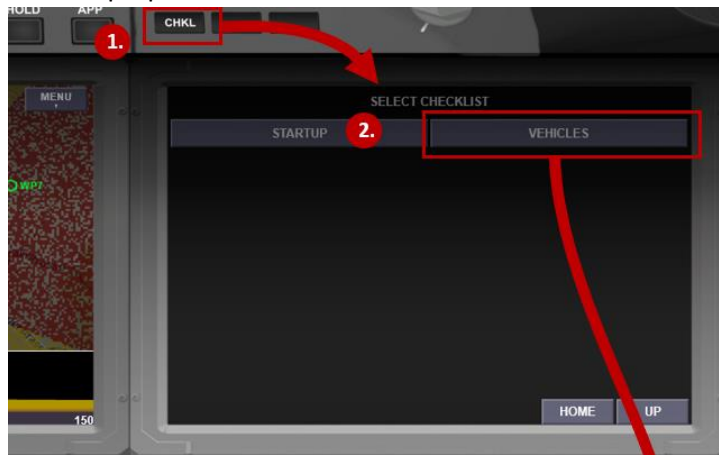 HOLD APP
CHKL
1.
MENU
SELECT CHECKLIST
STARTUP
2.
VEHICLES
WP7
HOME
UP
150